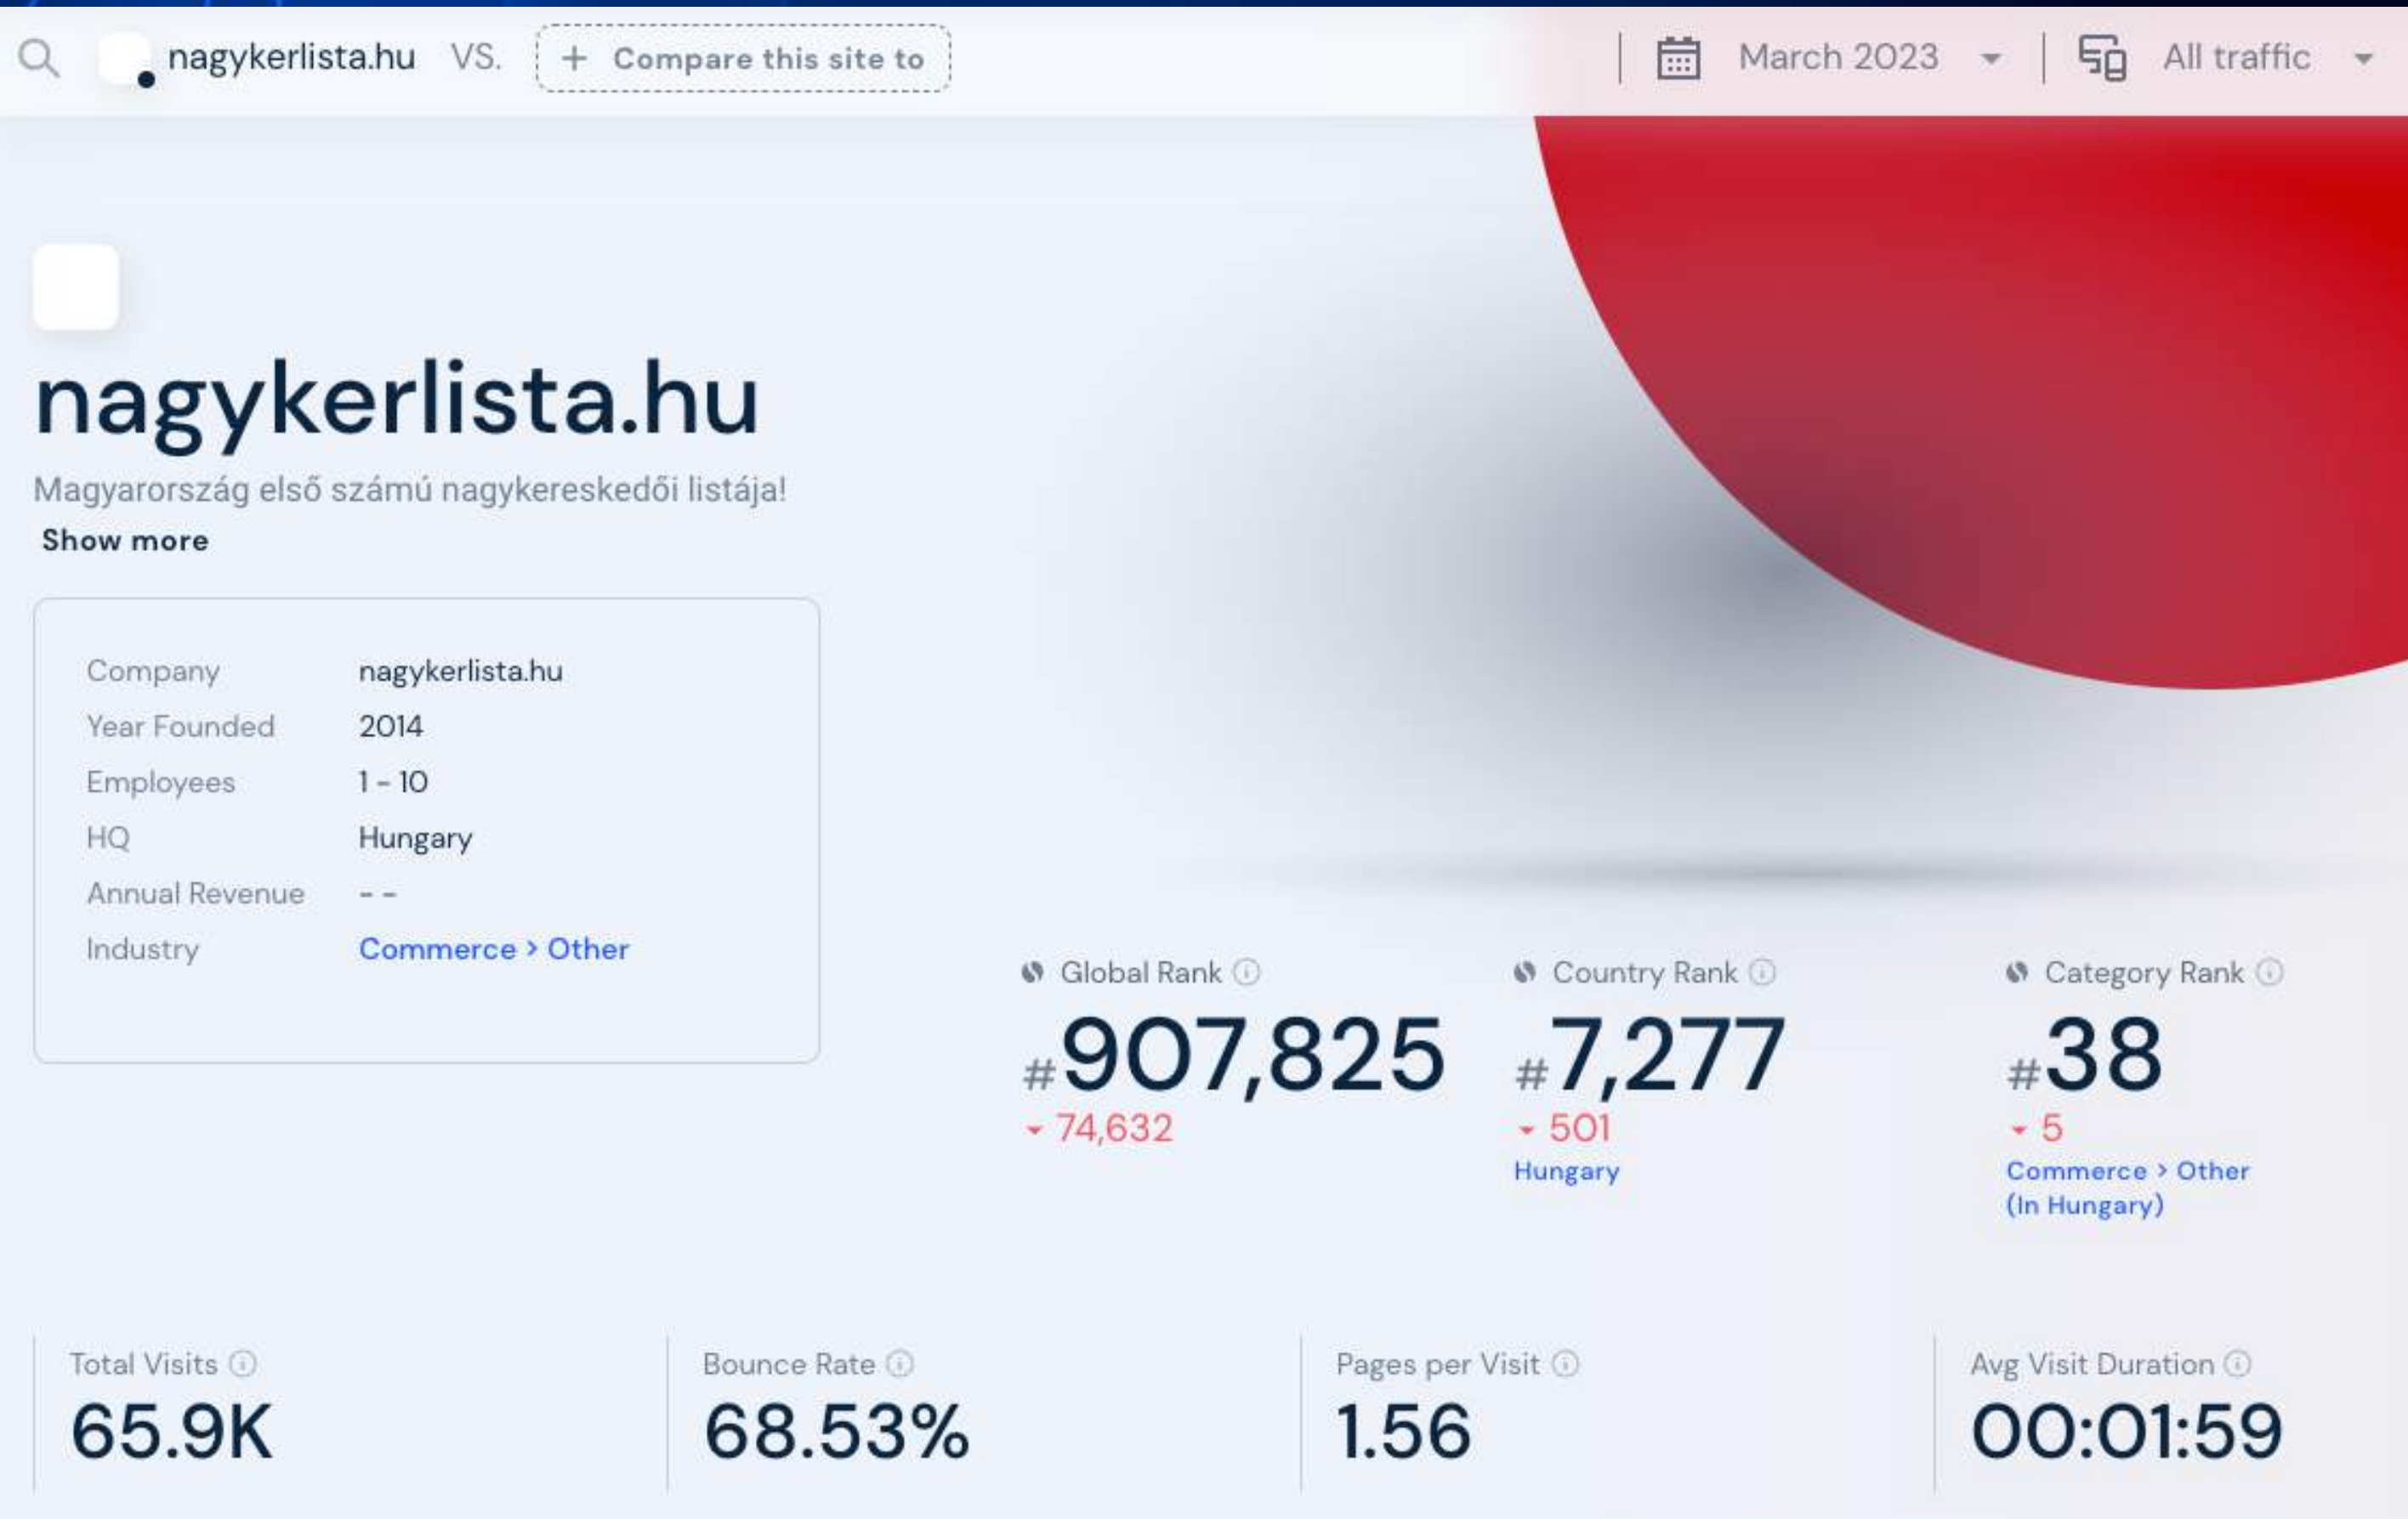 nagykerlista.hu VS. + Compare this site to March 2023 All traffic
nagykerlista.hu
Magyarország első számú nagykereskedői listája!
Show more
Company nagykerlista.hu
Year Founded 2014
Employees 1 - 10
HQ Hungary
Annual Revenue - -
Industry Commerce > Other
Global Rank
#907,825
74,632
Country Rank
#7,277
501
Hungary
Category Rank
#38
5
Commerce > Other
(In Hungary)
Total Visits
65.9K
Bounce Rate
68.53%
Pages per Visit
1.56
Avg Visit Duration
00:01:59